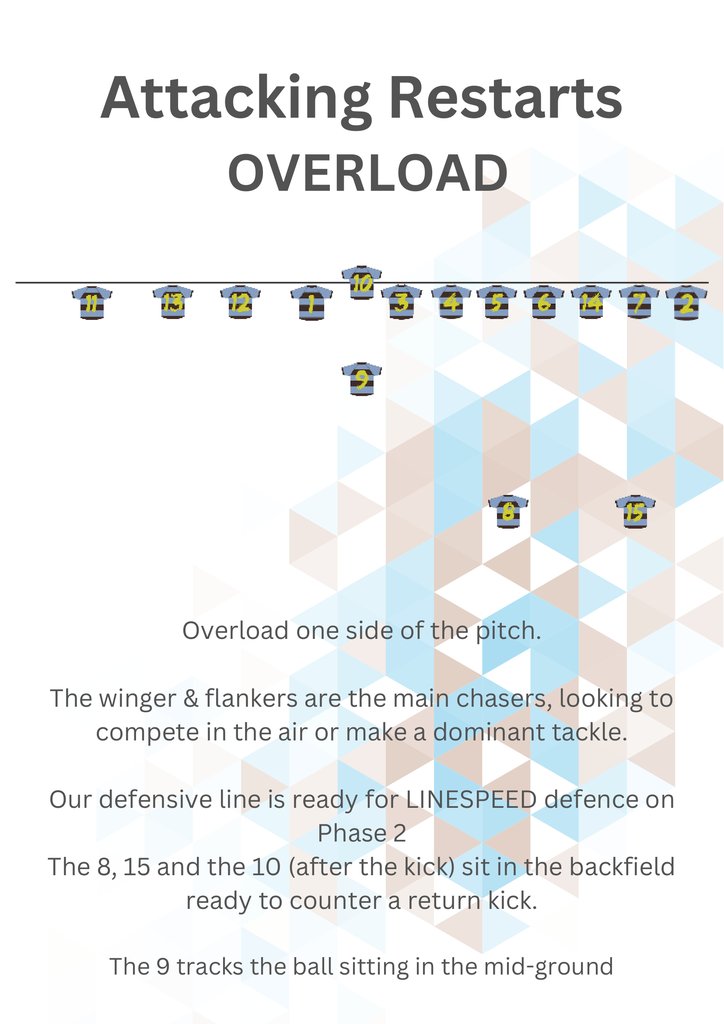 Attacking Restarts
OVERLOAD
10
11 13 12 1 3 4 5 6 14 7 2
9
8 15
Overload one side of the pitch.
The winger & flankers are the main chasers, looking to
compete in the air or make a dominant tackle.
Our defensive line is ready for LINESPEED defence on
Phase 2
The 8, 15 and the 10 (after the kick) sit in the backfield
ready to counter a return kick.
The 9 tracks the ball sitting in the mid-ground